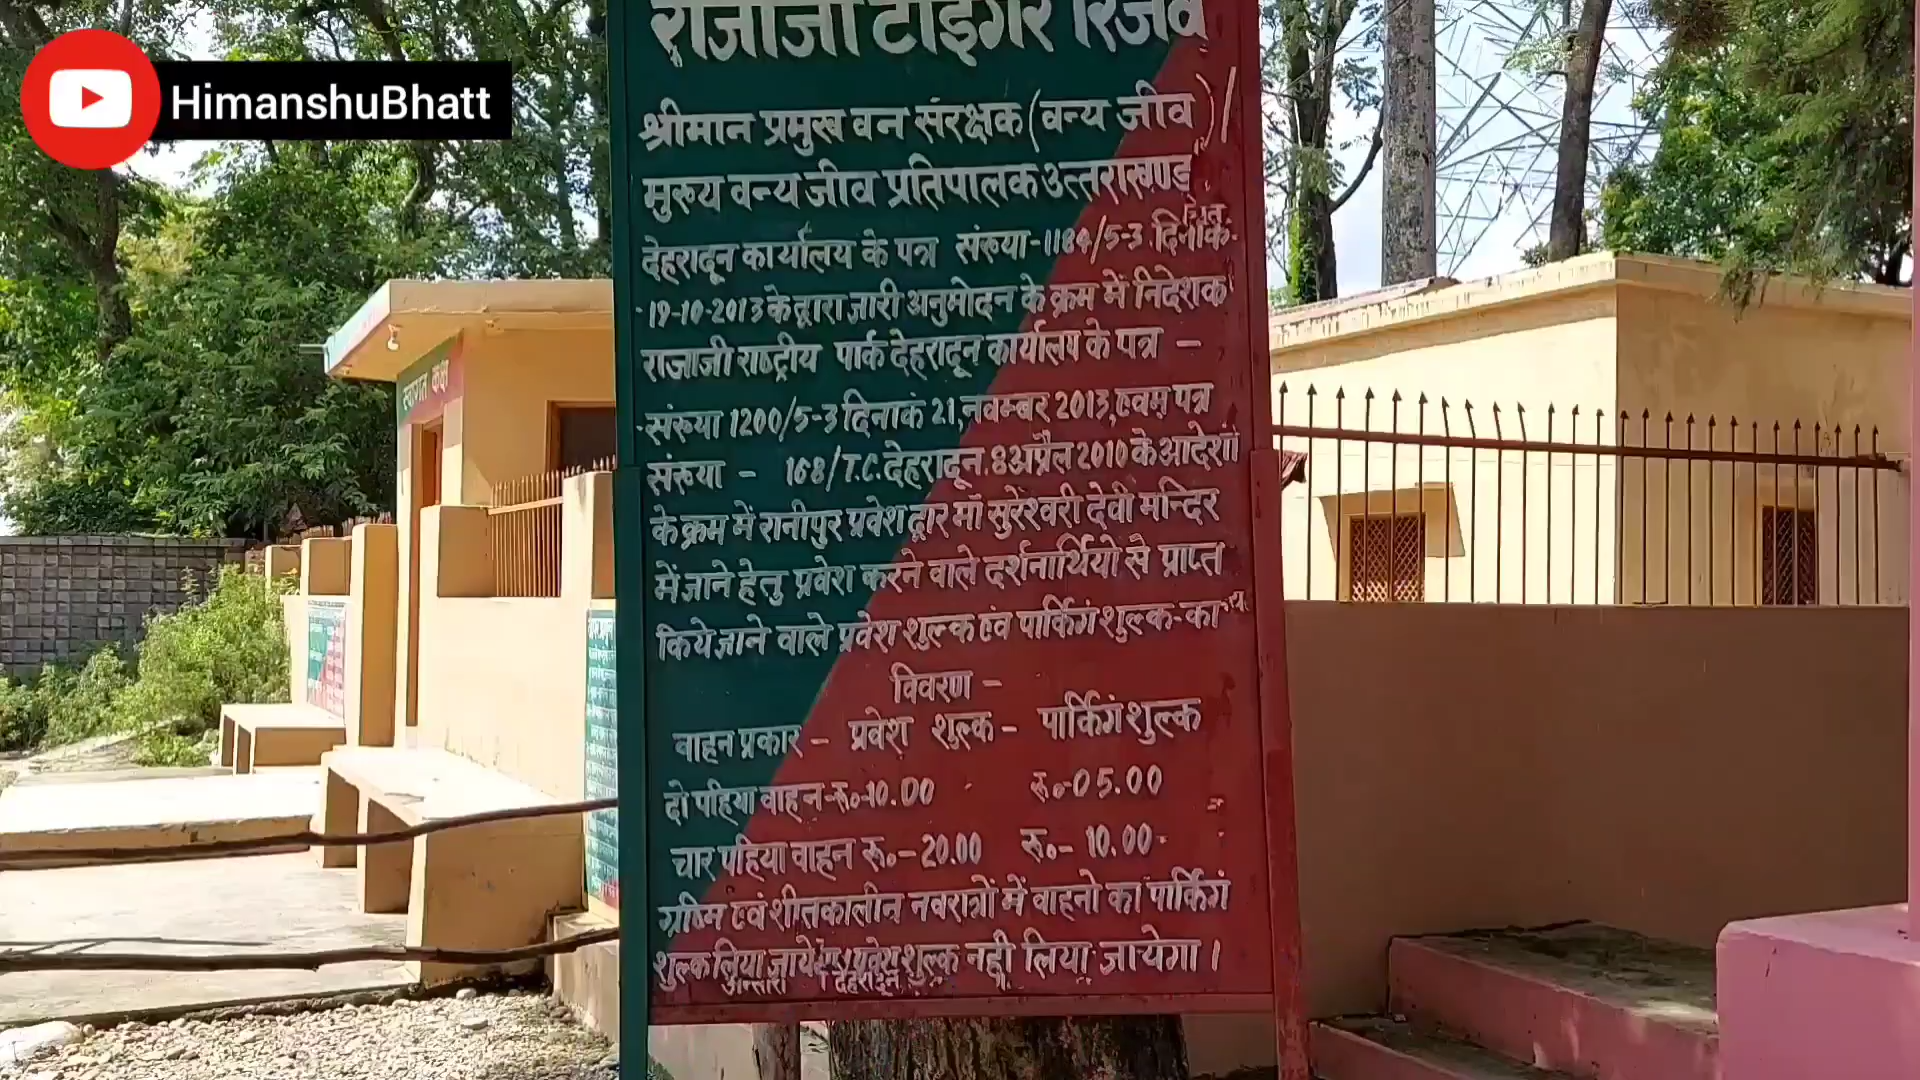 HimanshuBhatt
राजाजी टाइगर रिजर्व
श्रीमान प्रमुख वन संरक्षक (वन्य जीव) /
मुख्य वन्य जीव प्रतिपालक उत्तराखण्ड
देहरादून कार्यालय के पत्र संख्या-1184/5-3 दिनांक-
19-10-2013 के द्वारा जारी अनुमोदन के क्रम में निदेशक
राजाजी राष्ट्रीय पार्क देहरादून कार्यालय के पत्र -
संख्या 1200/5-3 दिनांक 21, नवम्बर 2013, एवम पत्र
संख्या - 168/T.C. देहरादून, 8 अप्रैल 2010 के आदेशों
के क्रम में रानीपुर प्रवेश द्वार माँ सुरेश्वरी देवी मन्दिर
में जाने हेतु प्रवेश करने वाले दर्शनार्थियो से प्राप्त
किये जाने वाले प्रवेश शुल्क एंव पार्किगं शुल्क-का
विवरण -
वाहन प्रकार - प्रवेश शुल्क - पार्किगं शुल्क
दो पहिया वाहन-रू०-10.00 रू०-05.00
चार पहिया वाहन रू०- 20.00 रू०- 10.00
ग्रष्मि एवं शीतकालीन नवरात्रों में वाहनो का पार्किगं
शुल्क लिया जायेगा प्रवेश शुल्क नही लिया जायेगा ।
देहरादून
स्वागत कक्ष